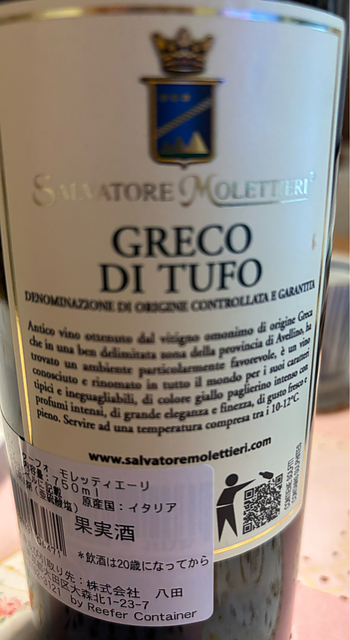 SALVATORE MOLETTIERI
GRECO
DI TUFO
DENOMINAZIONE DI ORIGINE CONTROLLATA E GARANTITA
Antico vino ottenuto dal vitigno omonimo di origine Greca
che in una ben delimitata zona della provincia di Avellino, ha
trovato un ambiente particolarmente favorevole, è un vino
conosciuto e rinomato in tutto il mondo per i suoi caratteri
tipici e ineguagliabili, di colore giallo paglierino intenso con
profumi intensi, di grande eleganza e finezza, di gusto fresco e
pieno. Servire ad una temperatura compresa tra i 10-12°C
www.salvatoremolettieri.com
モレッティエーリ
750ml
原産国：イタリア
果実酒
＊飲酒は20歳になってから
取り先：株式会社 八田
大田区大森北1-23-7
3121 by Reefer Container